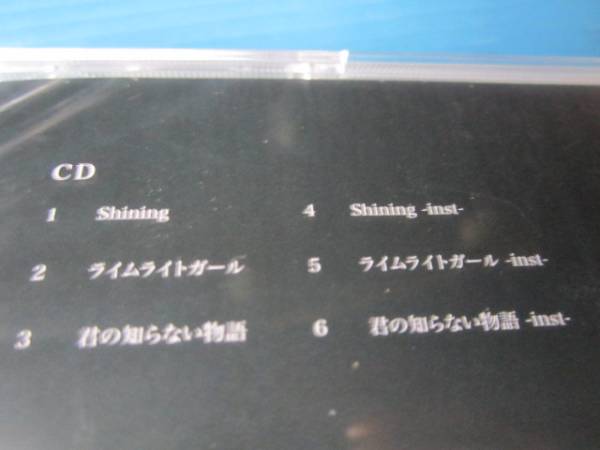 CD
1 Shining
2 ライムライトガール
3 君の知らない物語
4 Shining -inst-
5 ライムライトガール -inst-
6 君の知らない物語 -inst-